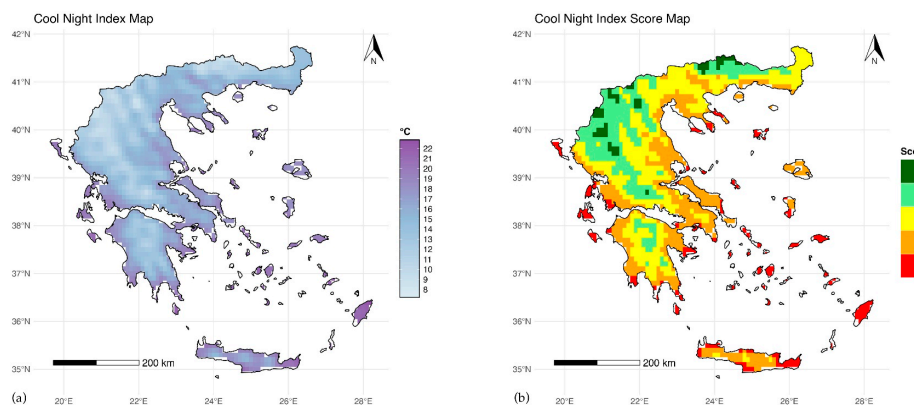 Cool Night Index Map
42°N
41°N
40°N
39°N
38°N
37°N
36°N
35°N
N
°C
22
21
20
19
18
17
16
15
14
13
12
11
10
9
8
200 km
(a)
20°E
22°E
24°E
26°E
28°E
Cool Night Index Score Map
42°N
41°N
40°N
39°N
38°N
37°N
36°N
35°N
N
200 km
(b)
20°E
22°E
24°E
26°E
28°E